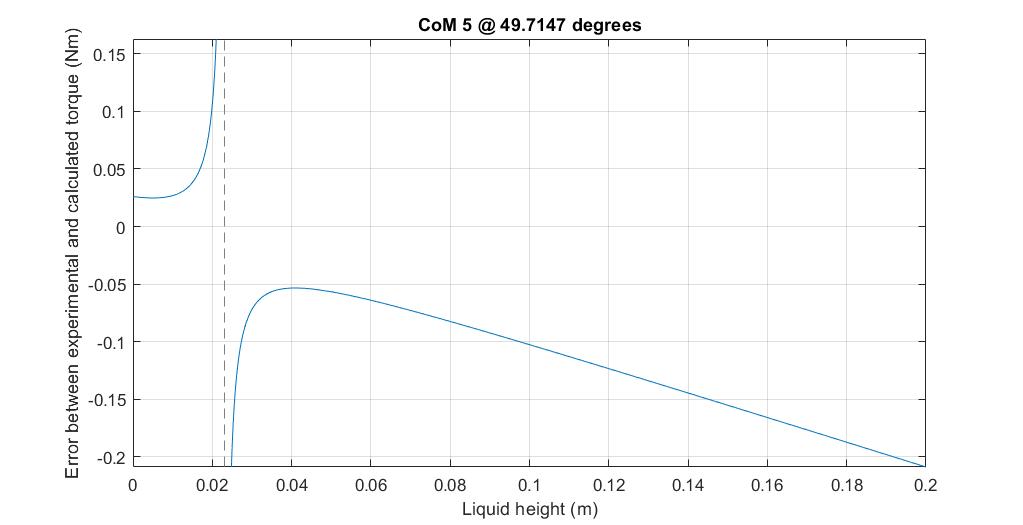 CoM 5 @ 49.7147 degrees
Error between experimental and calculated torque (Nm)
0.15
0.1
0.05
0
-0.05
-0.1
-0.15
-0.2
0 0.02 0.04 0.06 0.08 0.1 0.12 0.14 0.16 0.18 0.2
Liquid height (m)